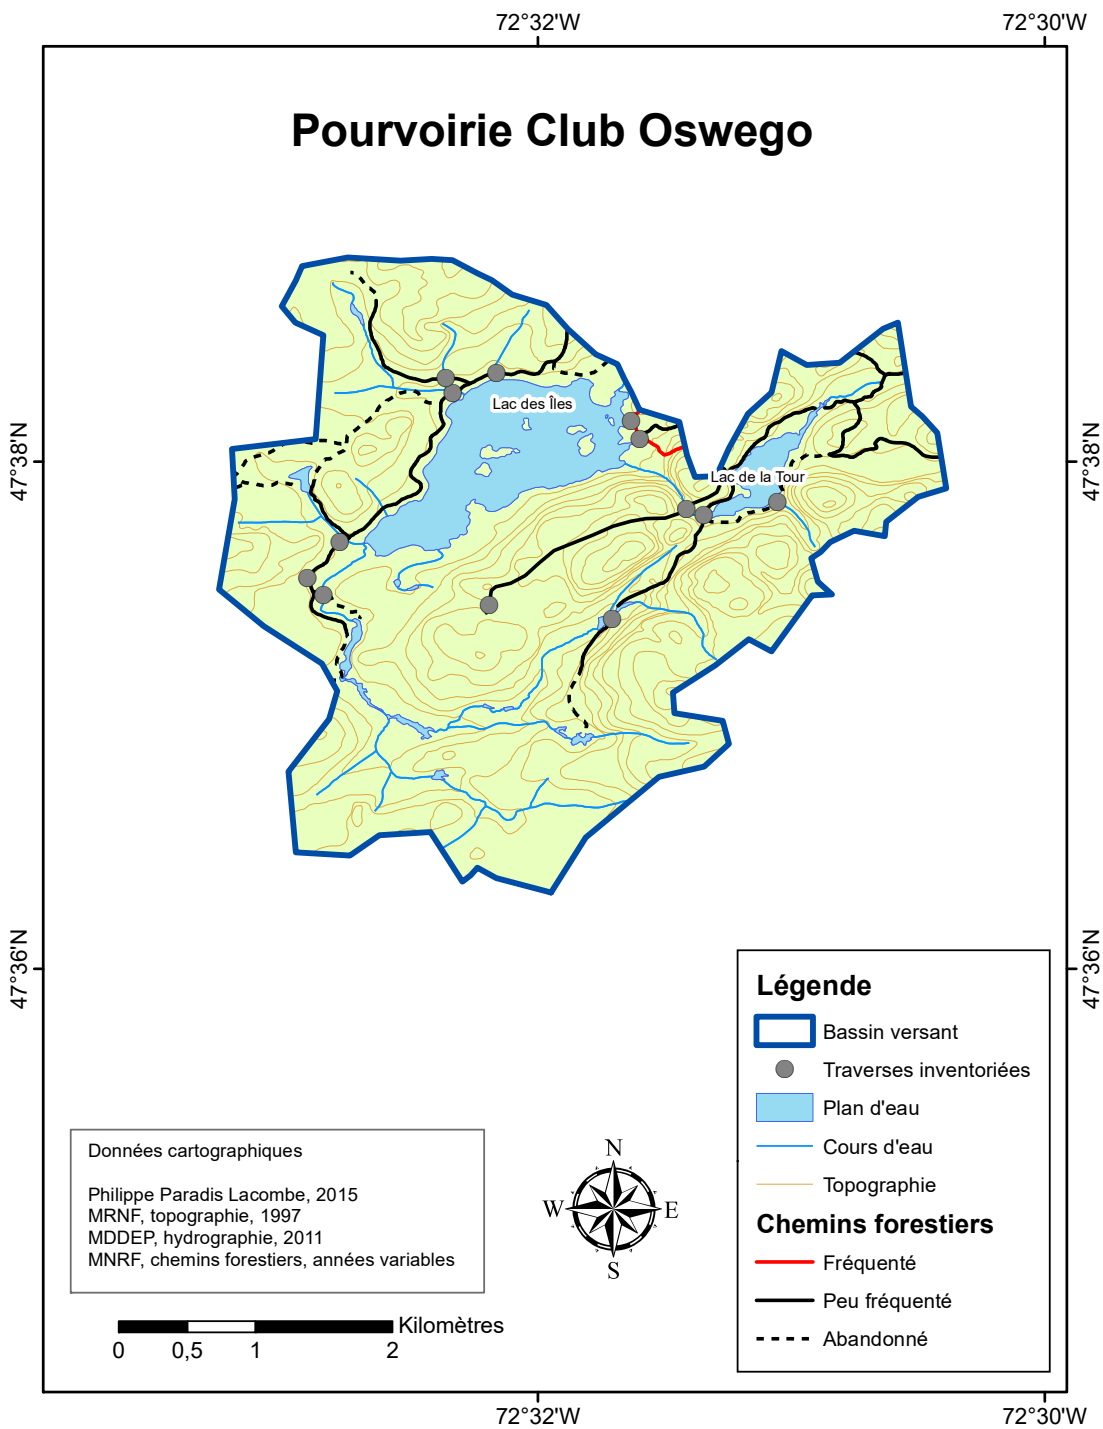 72°32'W
72°30'W
Pourvoirie Club Oswego
Lac des Îles
47°38'N
47°38'N
Lac de la Tour
47°36'N
47°36'N
Légende
Bassin versant
Traverses inventoriées
Plan d'eau
Cours d'eau
Topographie
Chemins forestiers
Fréquenté
Peu fréquenté
Abandonné
Données cartographiques
Philippe Paradis Lacombe, 2015
MRNF, topographie, 1997
MDDEP, hydrographie, 2011
MNRF, chemins forestiers, années variables
N
W
E
S
Kilomètres
0
0,5
1
2
72°32'W
72°30'W